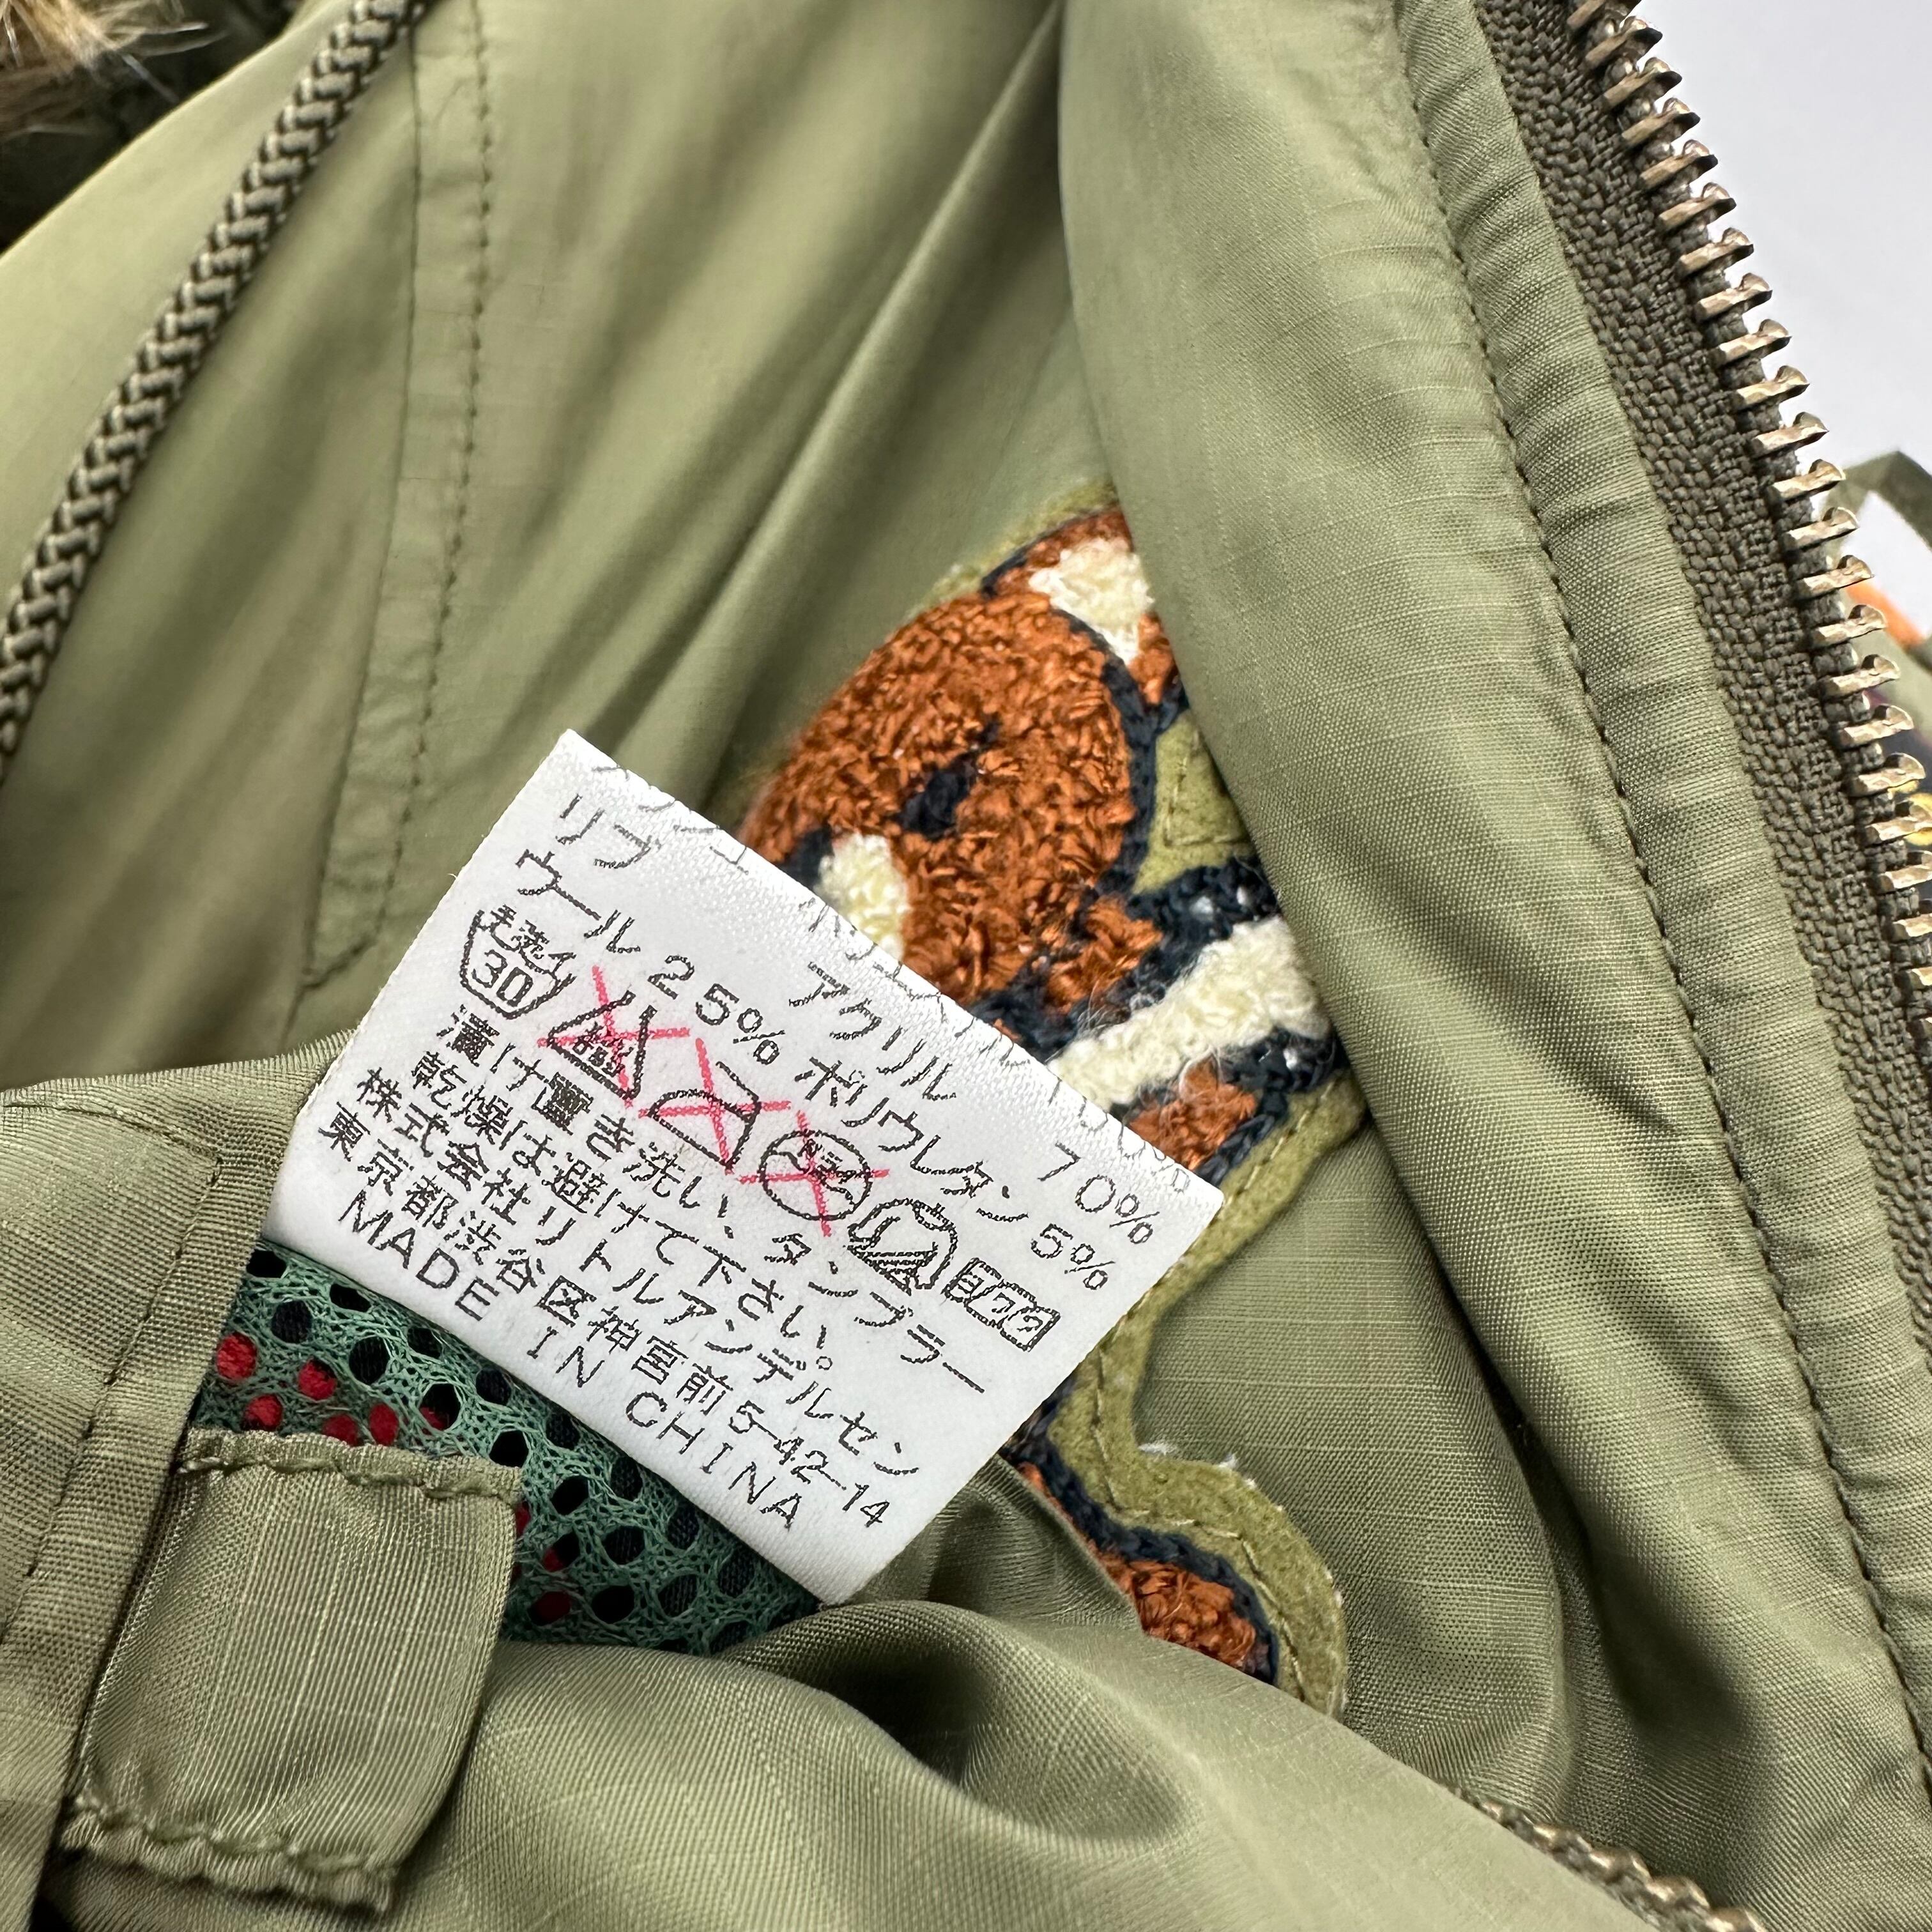 リブ アクリル 70%
ウール 25% ポリウレタン 5%
手洗イ 30
漬け置き洗い、タンブラー
乾燥は避けて下さい。
株式会社リトルアンデルセン
東京都渋谷区神宮前5-42-14
MADE IN CHINA